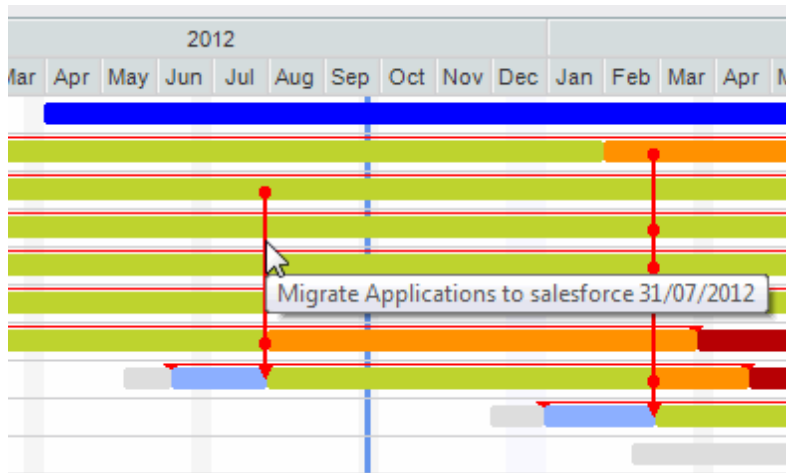 2012
Mar Apr May Jun Jul Aug Sep Oct Nov Dec Jan Feb Mar Apr
Migrate Applications to salesforce 31/07/2012